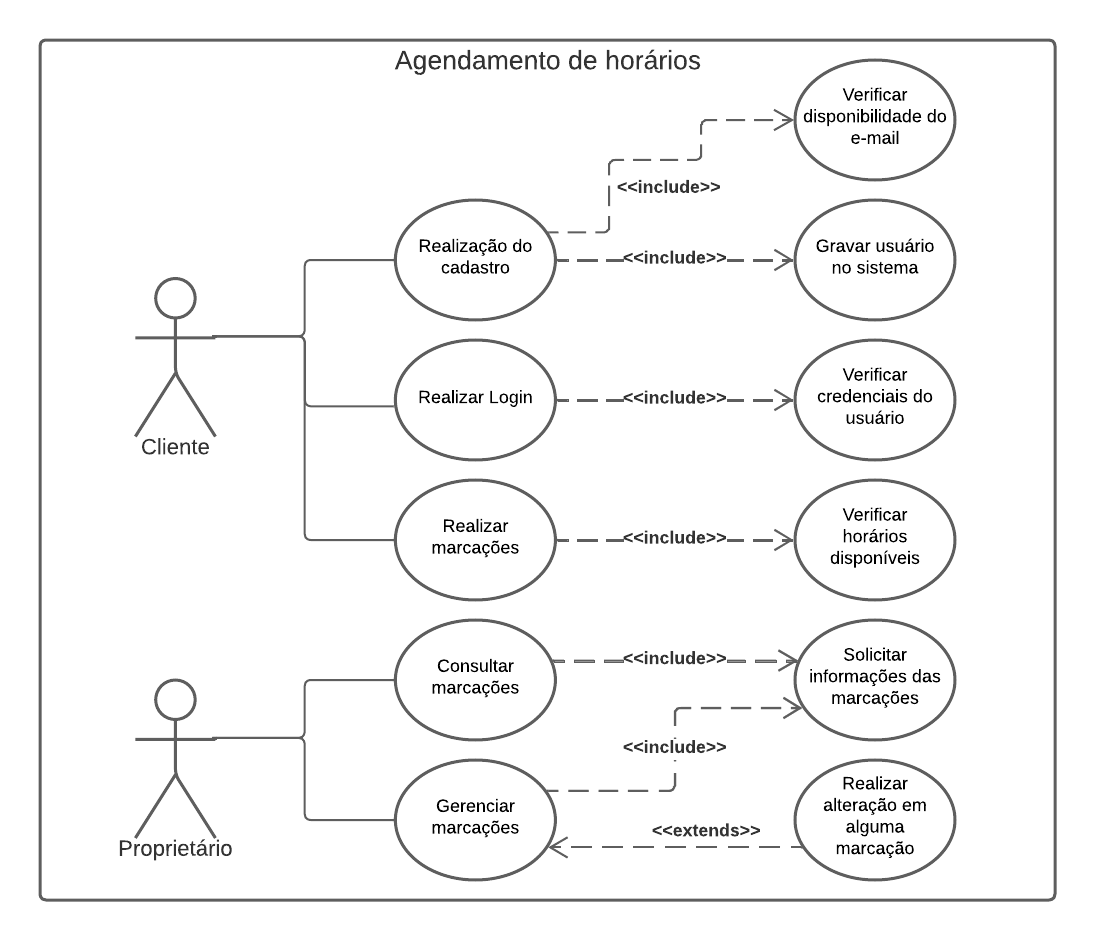 Agendamento de horários
Verificar
disponibilidade do
e-mail
<<include>>
Realização do
cadastro
<<include>>
Gravar usuário
no sistema
Cliente
Realizar Login
<<include>>
Verificar
credenciais do
usuário
Realizar
marcações
<<include>>
Verificar
horários
disponíveis
Consultar
marcações
<<include>>
Solicitar
informações das
marcações
<<include>>
Proprietário
Gerenciar
marcações
<<extends>>
Realizar
alteração em
alguma
marcação